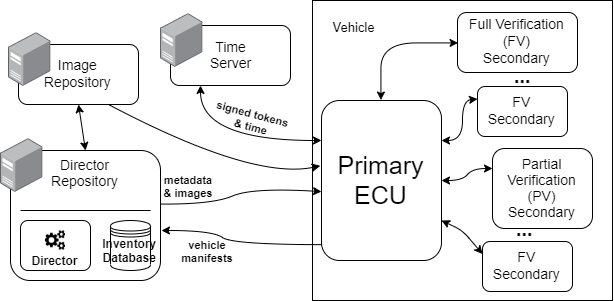 Image
Repository
Time
Server
Vehicle
Full Verification
(FV)
Secondary
...
FV
Secondary
signed tokens
& time
Primary
ECU
Director
Repository
metadata
& images
Partial
Verification
(PV)
Secondary
...
Director
Inventory
Database
vehicle
manifests
FV
Secondary